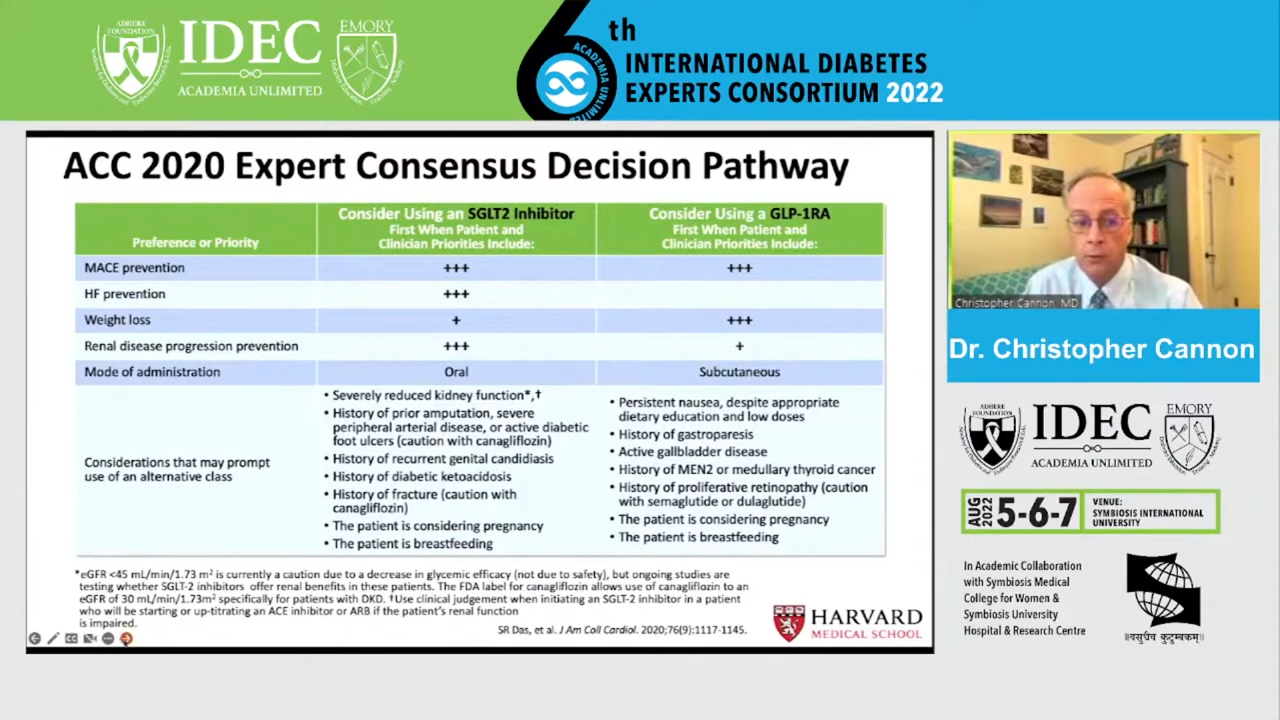 ADHERE
FOUNDATION
IDEC
ACADEMIA UNLIMITED
EMORY
6th
ACADEMIA UNLIMITED
INTERNATIONAL DIABETES
EXPERTS CONSORTIUM 2022
ACC 2020 Expert Consensus Decision Pathway
Preference or Priority
Consider Using an SGLT2 Inhibitor
First When Patient and
Clinician Priorities Include:
Consider Using a GLP-1RA
First When Patient and
Clinician Priorities Include:
MACE prevention +++ +++
HF prevention +++
Weight loss + +++
Renal disease progression prevention +++ +
Mode of administration Oral Subcutaneous
Considerations that may prompt
use of an alternative class
• Severely reduced kidney function*,†
• History of prior amputation, severe
peripheral arterial disease, or active diabetic
foot ulcers (caution with canagliflozin)
• History of recurrent genital candidiasis
• History of diabetic ketoacidosis
• History of fracture (caution with
canagliflozin)
• The patient is considering pregnancy
• The patient is breastfeeding
• Persistent nausea, despite appropriate
dietary education and low doses
• History of gastroparesis
• Active gallbladder disease
• History of MEN2 or medullary thyroid cancer
• History of proliferative retinopathy (caution
with semaglutide or dulaglutide)
• The patient is considering pregnancy
• The patient is breastfeeding
*eGFR <45 mL/min/1.73 m² is currently a caution due to a decrease in glycemic efficacy (not due to safety), but ongoing studies are
testing whether SGLT-2 inhibitors offer renal benefits in these patients. The FDA label for canagliflozin allows use of canagliflozin to an
eGFR of 30 mL/min/1.73m² specifically for patients with DKD. †Use clinical judgement when initiating an SGLT-2 inhibitor in a patient
who will be starting or up-titrating an ACE inhibitor or ARB if the patient's renal function
is impaired.
SR Das, et al. J Am Coll Cardiol. 2020;76(9):1117-1145.
HARVARD
MEDICAL SCHOOL
Christopher Cannon, MD
Dr. Christopher Cannon
ADHERE
FOUNDATION
IDEC
ACADEMIA UNLIMITED
EMORY
AUG
2022
5-6-7
VENUE:
SYMBIOSIS INTERNATIONAL
UNIVERSITY
In Academic Collaboration
with Symbiosis Medical
College for Women &
Symbiosis University
Hospital & Research Centre
॥वसुधैव कुटुम्बकम्॥